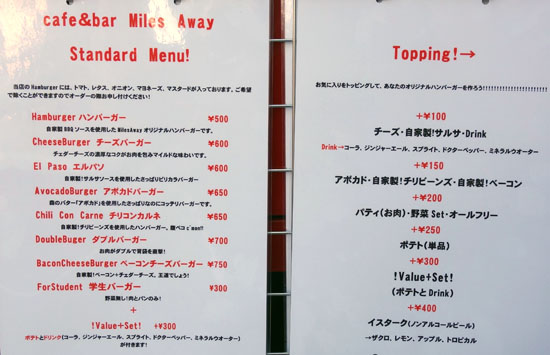 cafe&bar Miles Away
Standard Menu!
当店のHamburgerには、トマト、レタス、オニオン、マヨネーズ、マスタードが入っております。ご希望
で抜くことができますのでオーダーの際お申し付けください!
Hamburger ハンバーガー ¥500
自家製BBQソースを使用したMilesAwayオリジナルハンバーガーです。
CheeseBurger チーズバーガー ¥600
チェダーチーズの濃厚なコクがお肉を包みマイルドな味わいです。
El Paso エルパソ ¥600
自家製!サルサソースを使用したさっぱりピリカラバーガー
AvocadoBurger アボカドバーガー ¥650
森のバター「アボカド」を使用したさっぱりなのにコッテリバーガーです。
Chili Con Carne チリコンカルネ ¥650
自家製!チリビーンズを使用したハンバーガー、腹ペコc'mon!!
DoubleBuger ダブルバーガー ¥700
お肉がダブルで胃袋を直撃!
BaconCheeseBurger ベーコンチーズバーガー ¥750
自家製!ベーコン+チェダーチーズ、王道でしょう!
ForStudent 学生バーガー ¥300
野菜無し!肉とパンのみ!
+
!Value+Set! +¥300
ポテトとドリンク(コーラ、ジンジャーエール、スプライト、ドクターペッパー、ミネラルウオーター)
が付きます!
Topping!→
お気に入りをトッピングして、あなたのオリジナルハンバーガーを作ろう!!!!!!!!!!!!!!!!!!!!!!
+¥100
チーズ・自家製!サルサ・Drink
Drink→コーラ、ジンジャーエール、スプライト、ドクターペッパー、ミネラルウオーター
+¥150
アボカド・自家製!チリビーンズ・自家製!ベーコン
+¥200
パティ(お肉)・野菜Set・オールフリー
+¥250
ポテト(単品)
+¥300
!Value+Set!
(ポテトとDrink)
+¥400
イスターク(ノンアルコールビール)
→ザクロ、レモン、アップル、トロピカル